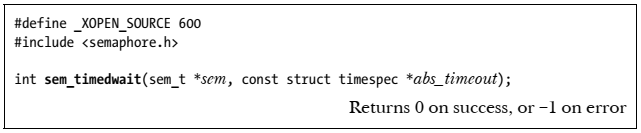 #define _XOPEN_SOURCE 600
#include <semaphore.h>
int sem_timedwait(sem_t *sem, const struct timespec *abs_timeout);
Returns 0 on success, or –1 on error